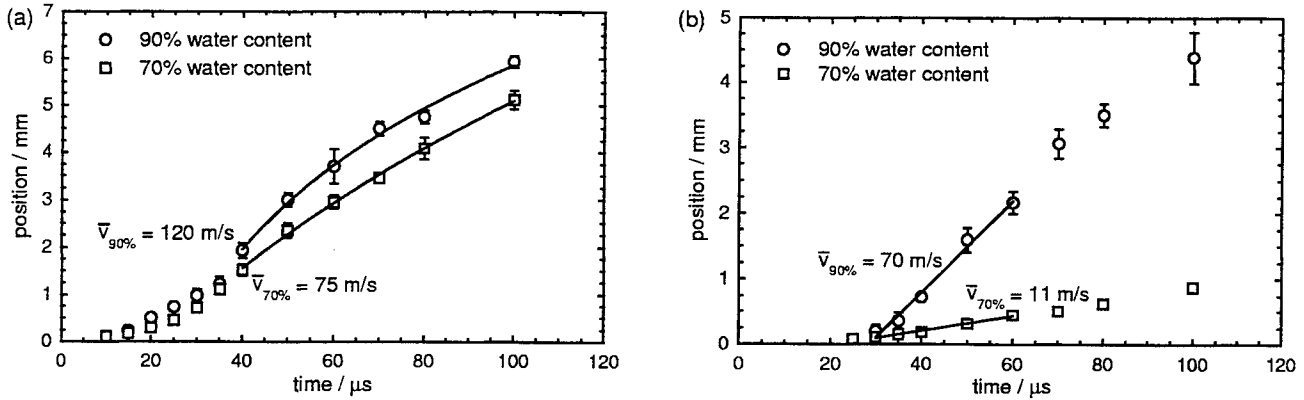 (a)
7
6
5
4
3
2
1
0
position / mm
90% water content
70% water content
v̅90% = 120 m/s
v̅70% = 75 m/s
0 20 40 60 80 100 120
time / μs
(b)
5
4
3
2
1
0
position / mm
90% water content
70% water content
v̅90% = 70 m/s
v̅70% = 11 m/s
0 20 40 60 80 100 120
time / μs